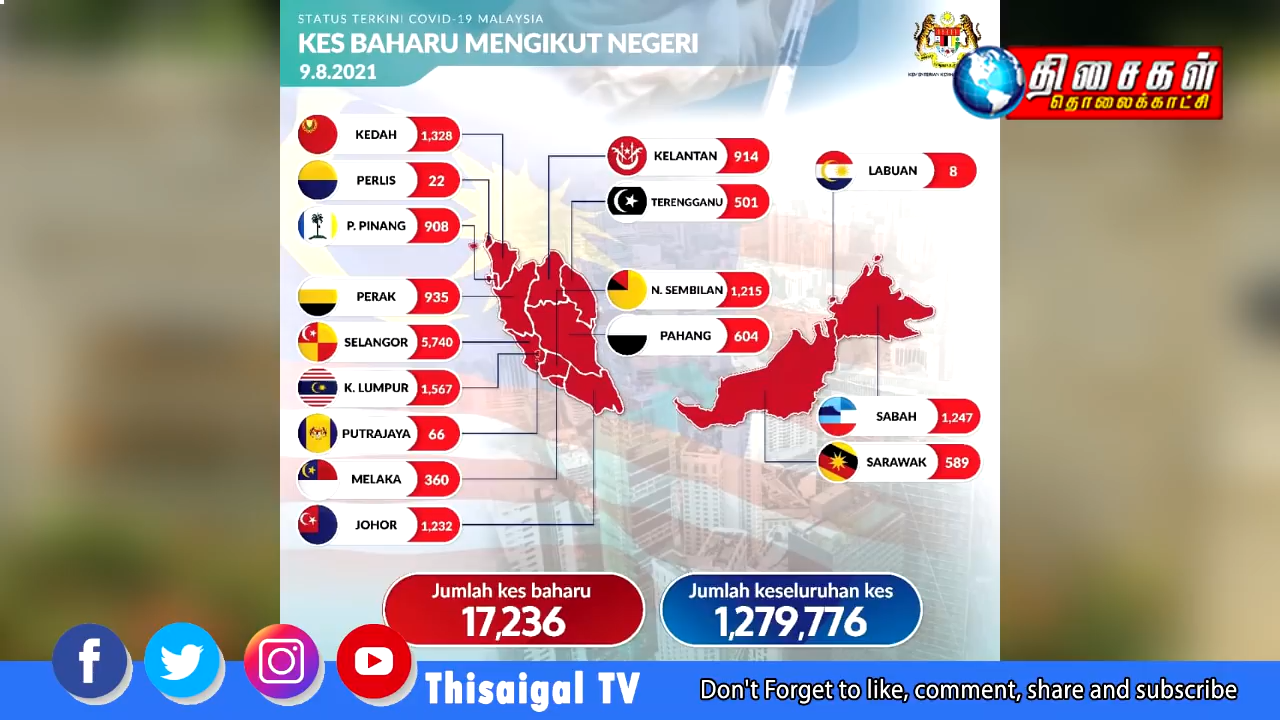 STATUS TERKINI COVID-19 MALAYSIA
KES BAHARU MENGIKUT NEGERI
9.8.2021
திசைகள்
தொலைக்காட்சி
KEDAH 1,328
PERLIS 22
P. PINANG 908
PERAK 935
SELANGOR 5,740
K. LUMPUR 1,567
PUTRAJAYA 66
MELAKA 360
JOHOR 1,232
KELANTAN 914
TERENGGANU 501
N. SEMBILAN 1,215
PAHANG 604
LABUAN 8
SABAH 1,247
SARAWAK 589
Jumlah kes baharu
17,236
Jumlah keseluruhan kes
1,279,776
Thisaigal TV
Don't Forget to like, comment, share and subscribe